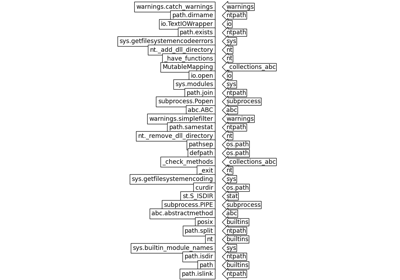 warnings.catch_warnings warnings
path.dirname ntpath
io.TextIOWrapper io
path.exists ntpath
sys.getfilesystemencodeerrors sys
nt._add_dll_directory nt
_have_functions nt
MutableMapping _collections_abc
io.open io
sys.modules sys
path.join ntpath
subprocess.Popen subprocess
abc.ABC abc
warnings.simplefilter warnings
path.samestat ntpath
nt._remove_dll_directory nt
pathsep os.path
defpath os.path
_check_methods _collections_abc
_exit nt
sys.getfilesystemencoding sys
curdir os.path
st.S_ISDIR stat
subprocess.PIPE subprocess
abc.abstractmethod abc
posix builtins
path.split ntpath
nt builtins
sys.builtin_module_names sys
path.isdir ntpath
path builtins
path.islink ntpath